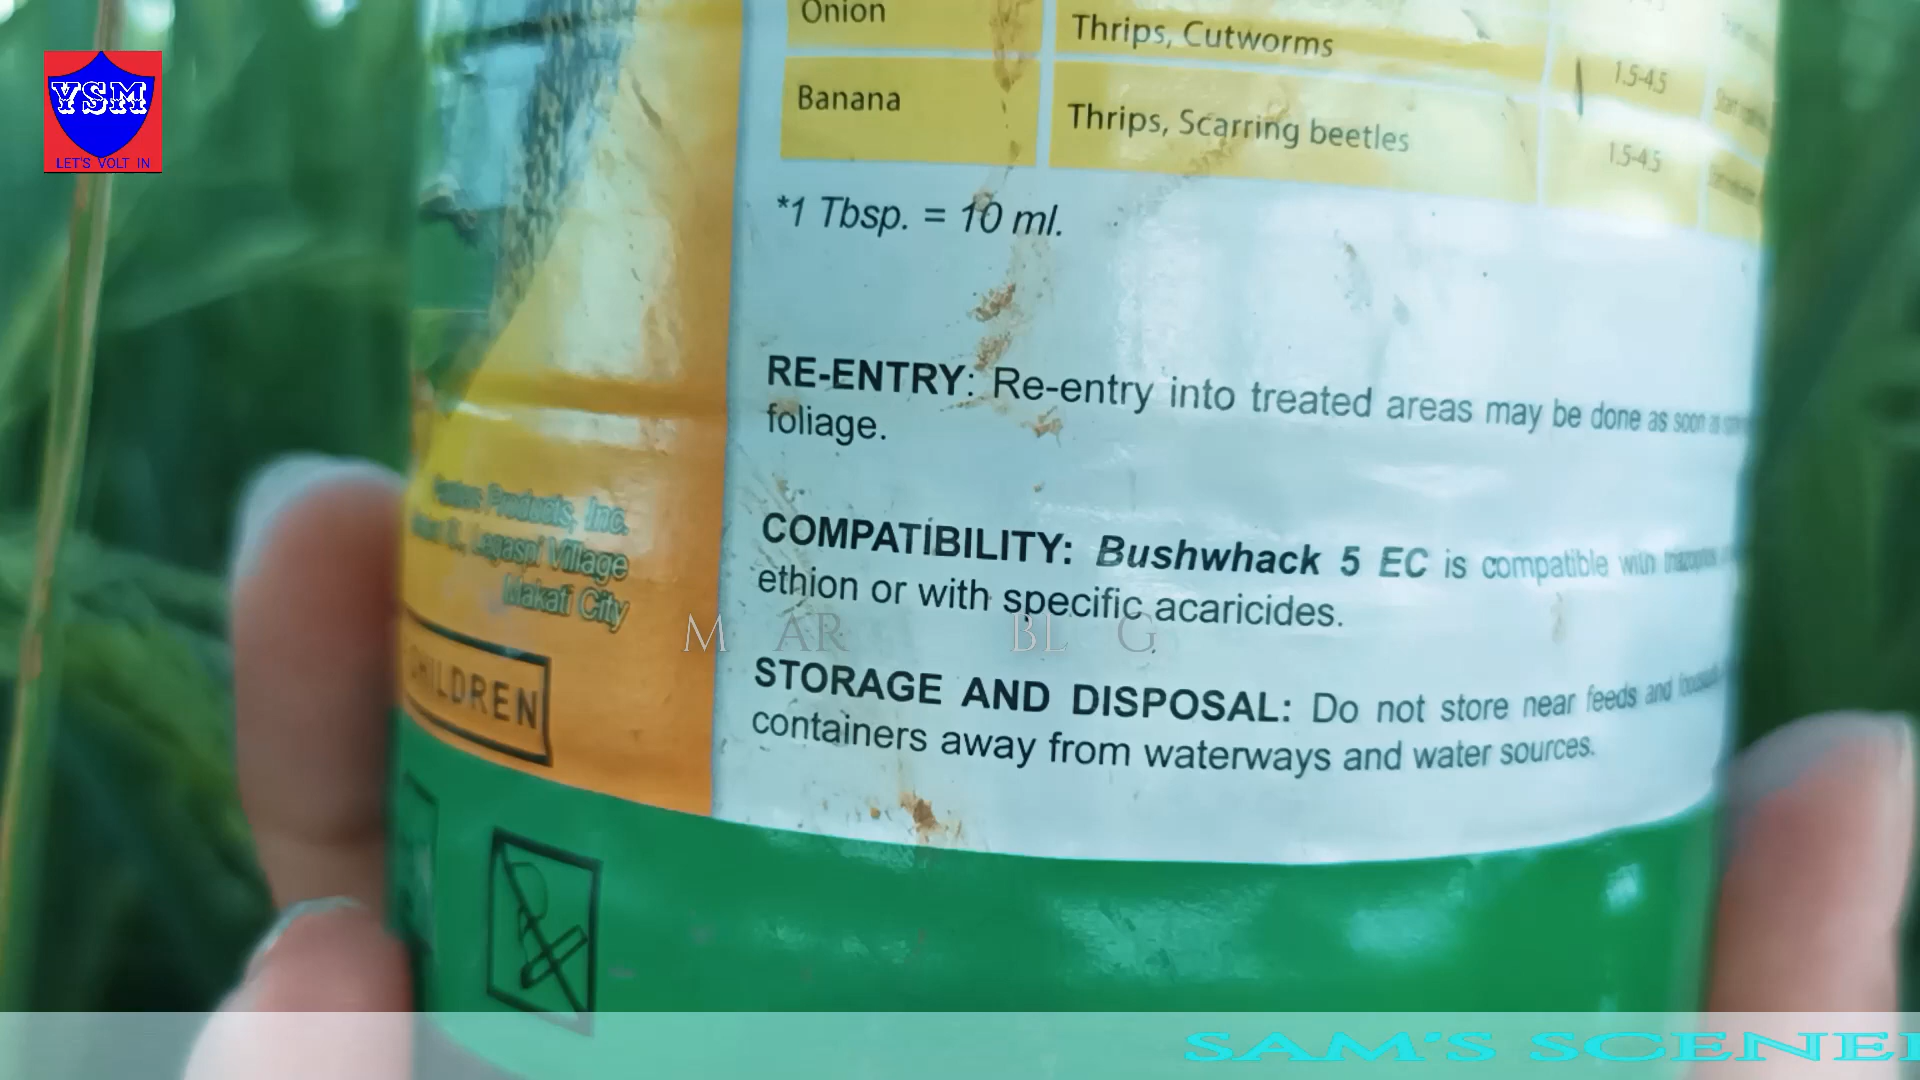 YSM
LET'S VOLT IN
Onion Thrips, Cutworms 1.5-4.5
Banana Thrips, Scarring beetles 1.5-4.5
*1 Tbsp. = 10 ml.
RE-ENTRY: Re-entry into treated areas may be done as soon as
foliage.
COMPATIBILITY: Bushwhack 5 EC is compatible with
ethion or with specific acaricides.
STORAGE AND DISPOSAL: Do not store near feeds and
containers away from waterways and water sources.
Products, Inc.
Legaspi Village
Makati City
CHILDREN
M AR BL G
SAM'S SCENE